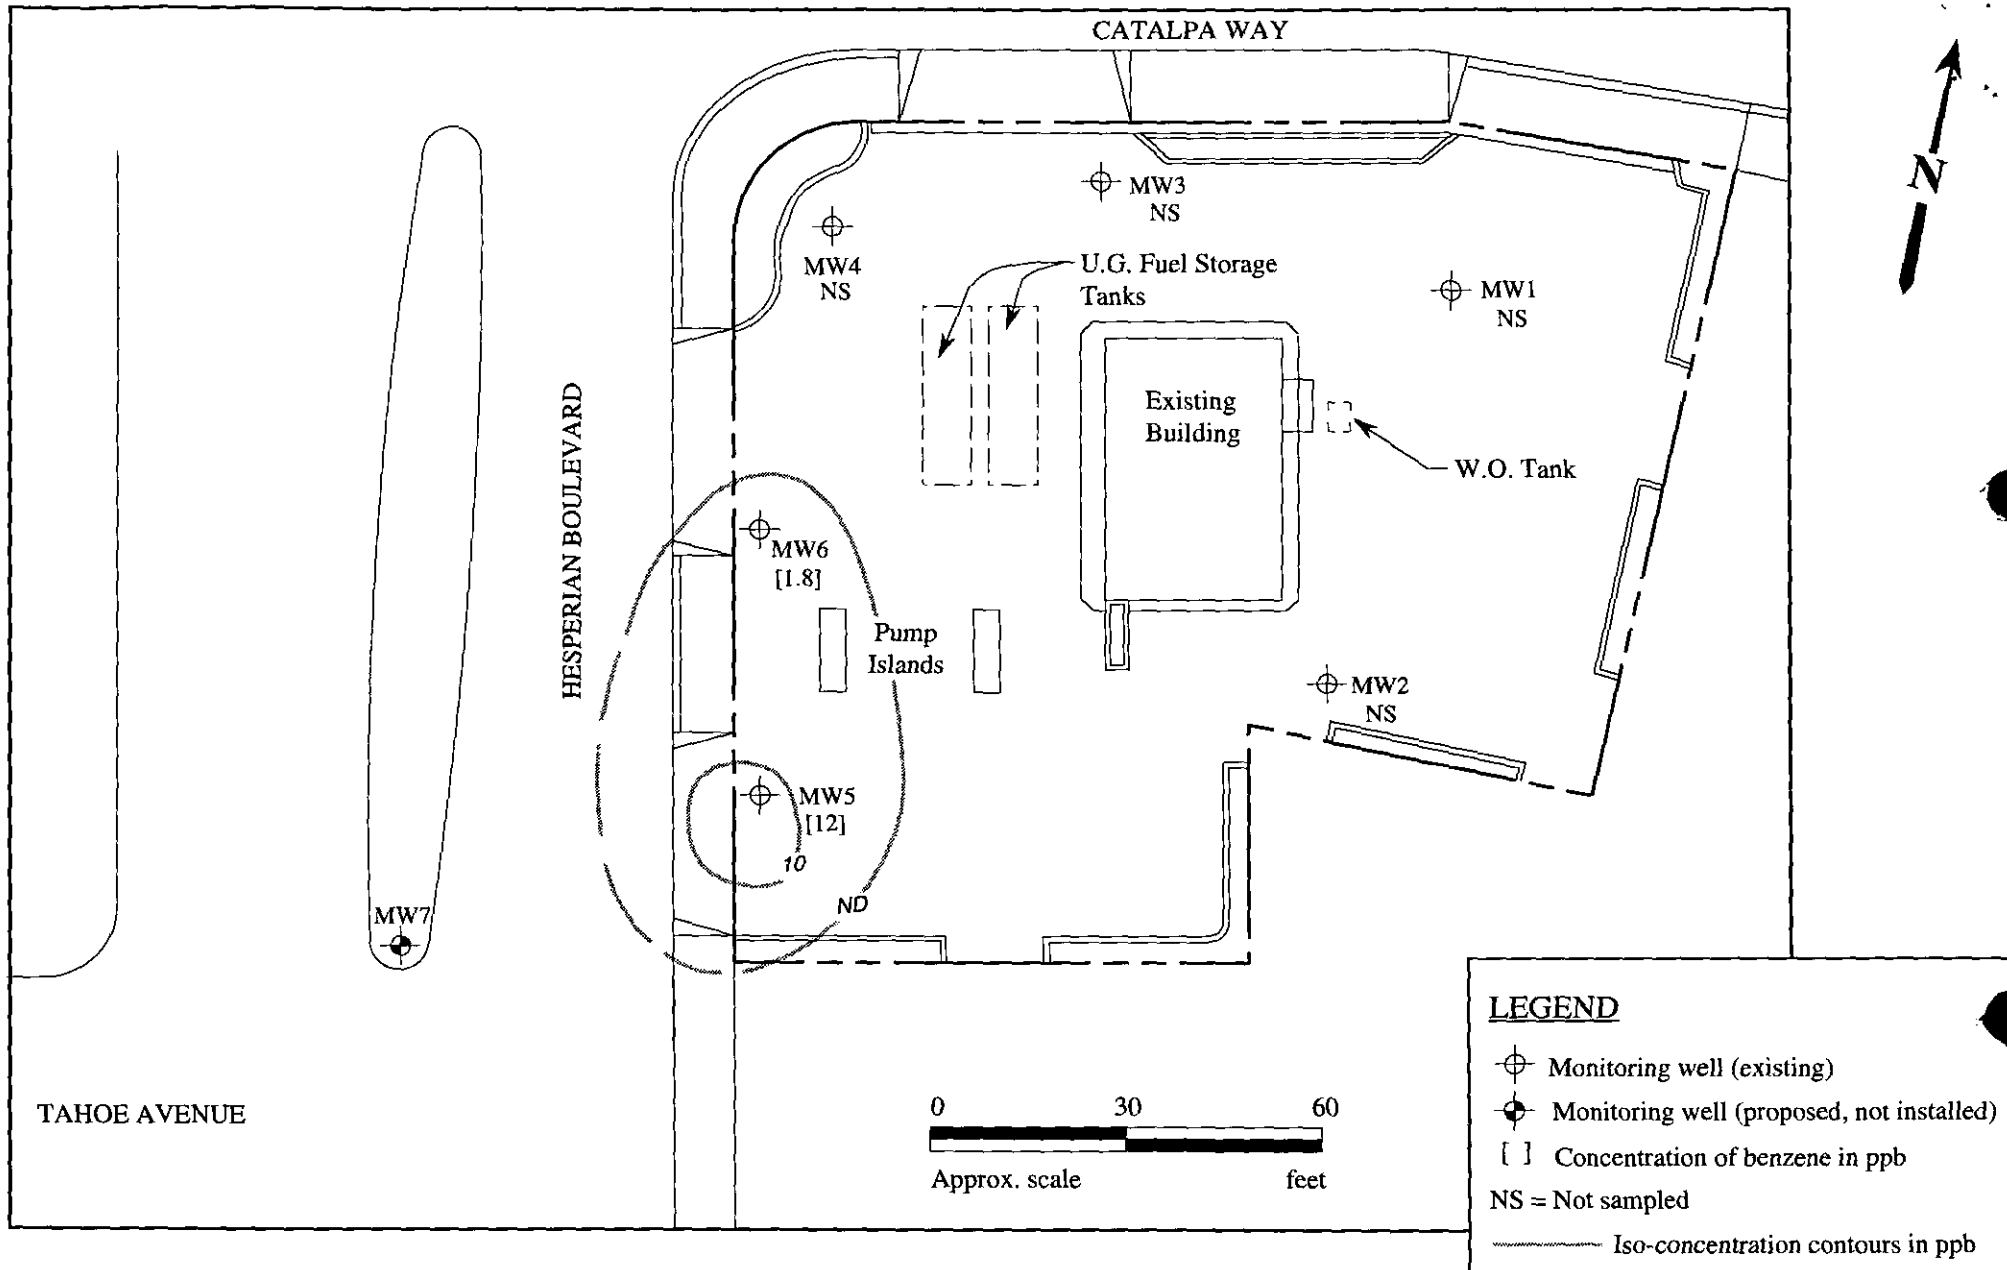 CATALPA WAY
N
MW3
NS
MW4
NS
U.G. Fuel Storage
Tanks
MW1
NS
HESPERIAN BOULEVARD
Existing
Building
W.O. Tank
MW6
[1.8]
Pump
Islands
MW2
NS
MW5
[12]
10
ND
MW7
TAHOE AVENUE
0 30 60
Approx. scale feet
LEGEND
Monitoring well (existing)
Monitoring well (proposed, not installed)
[ ] Concentration of benzene in ppb
NS = Not sampled
Iso-concentration contours in ppb